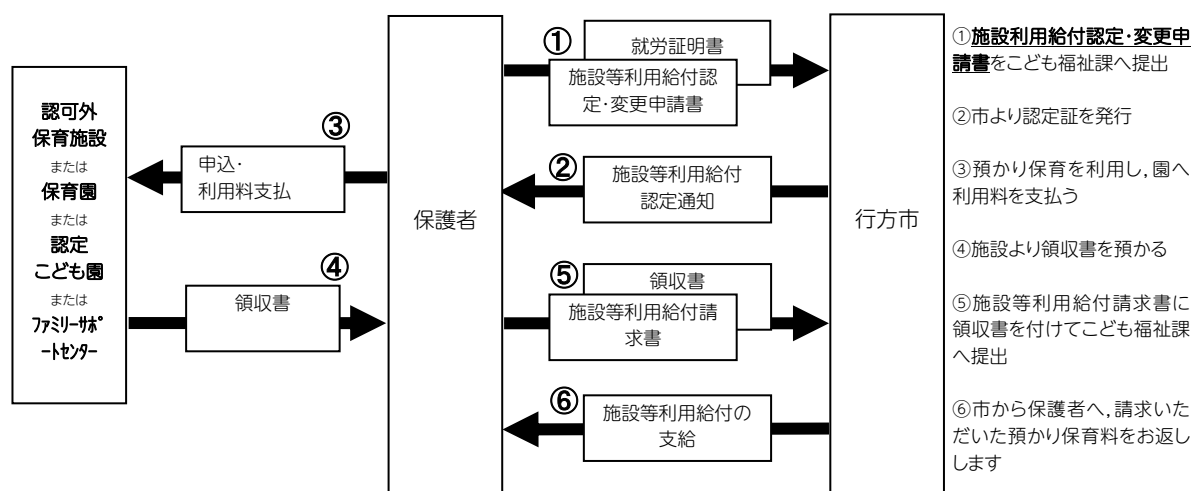 認可外
保育施設
または
保育園
または
認定
こども園
または
ファミリーサポ
ートセンター
③
申込・
利用料支払
④
領収書
保護者
①
就労証明書
施設等利用給付認
定・変更申請書
②
施設等利用給付
認定通知
⑤
領収書
施設等利用給付請
求書
⑥
施設等利用給付の
支給
行方市
①施設利用給付認定・変更申
請書をこども福祉課へ提出
②市より認定証を発行
③預かり保育を利用し,園へ
利用料を支払う
④施設より領収書を預かる
⑤施設等利用給付請求書に
領収書を付けてこども福祉課
へ提出
⑥市から保護者へ,請求いた
だいた預かり保育料をお返し
します